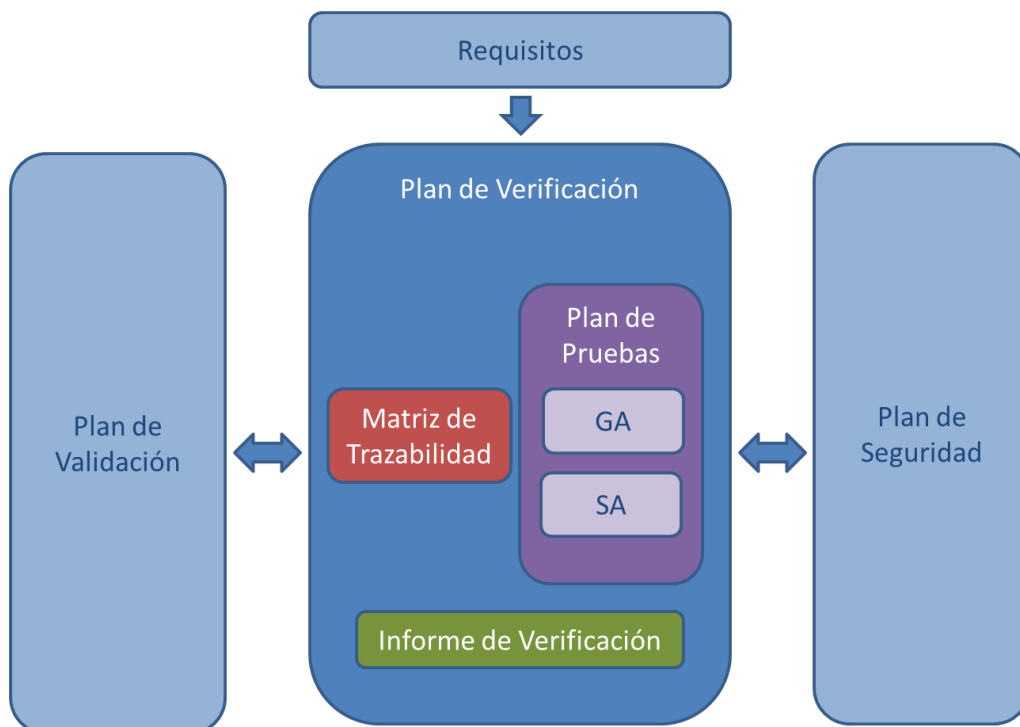 Requisitos
Plan de Verificación
Plan de
Pruebas
Matriz de
Trazabilidad
GA
SA
Informe de Verificación
Plan de
Validación
Plan de
Seguridad